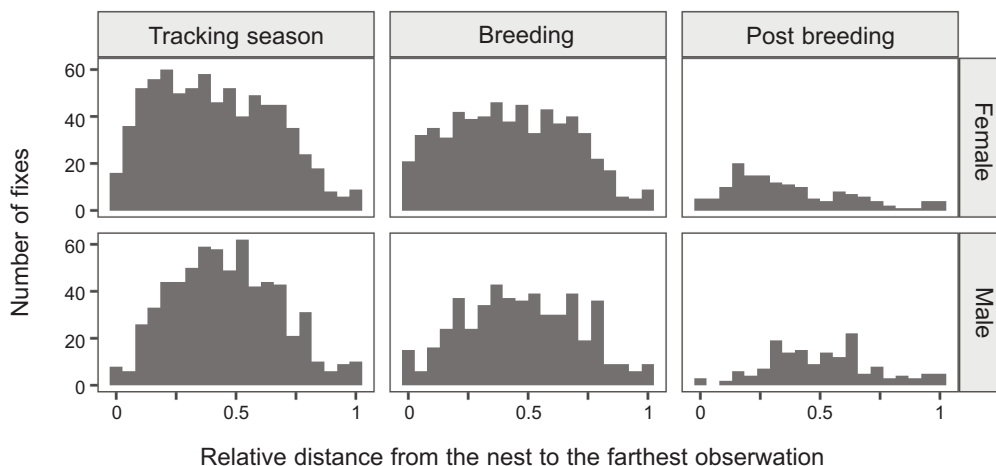 Tracking season
Breeding
Post breeding
60
40
20
0
Female
60
40
20
0
Male
0
0.5
1
0
0.5
1
0
0.5
1
Number of fixes
Relative distance from the nest to the farthest obserwation